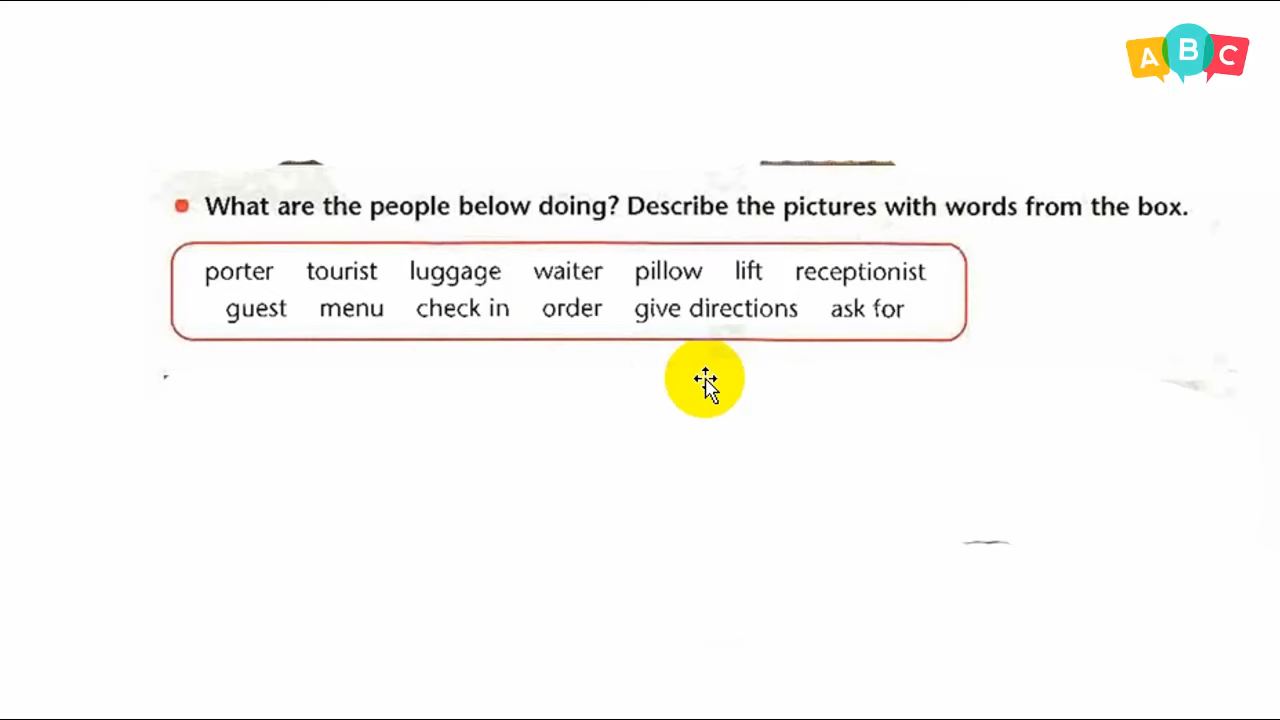 A B C
What are the people below doing? Describe the pictures with words from the box.
porter tourist luggage waiter pillow lift receptionist
guest menu check in order give directions ask for